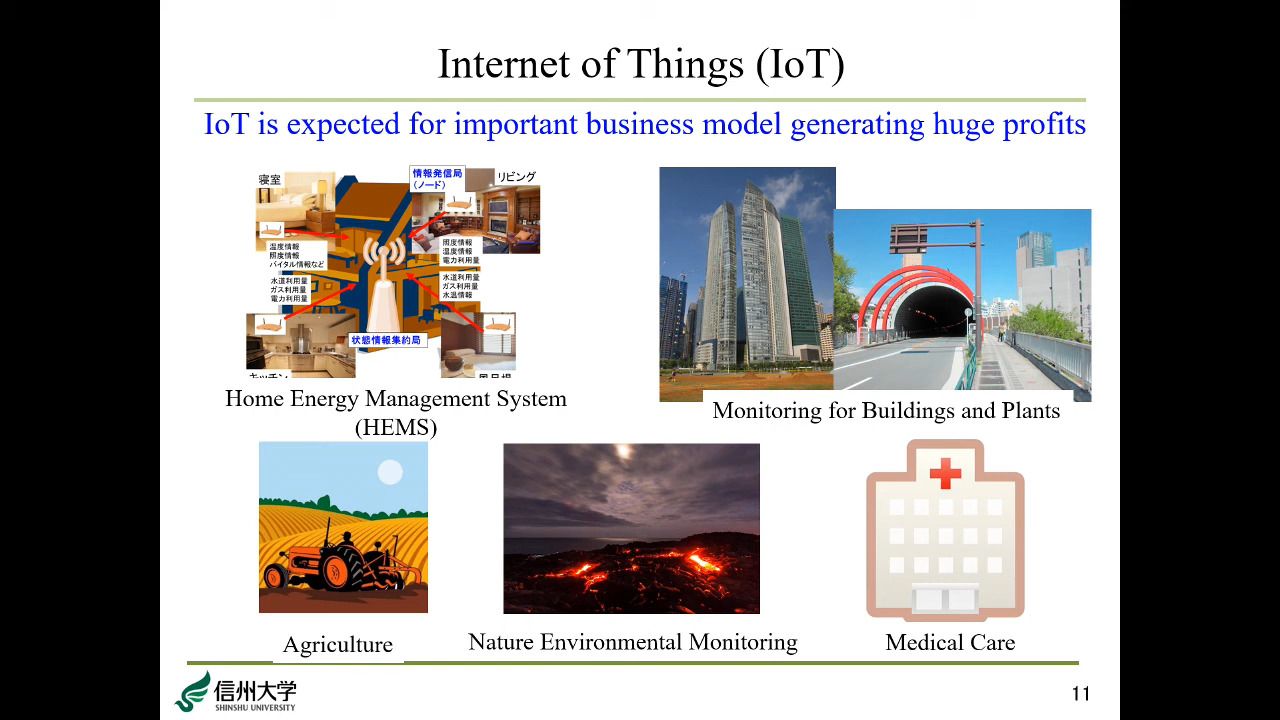 Internet of Things (IoT)
IoT is expected for important business model generating huge profits
寝室
情報発信局
（ノード）
リビング
温度情報
照度情報
バイタル情報など
照度情報
温度情報
電力利用量
水道利用量
ガス利用量
電力利用量
水道利用量
ガス利用量
水温情報
状態情報集約局
キッチン
Home Energy Management System
(HEMS)
Monitoring for Buildings and Plants
Agriculture
Nature Environmental Monitoring
Medical Care
信州大学
SHINSHU UNIVERSITY
11